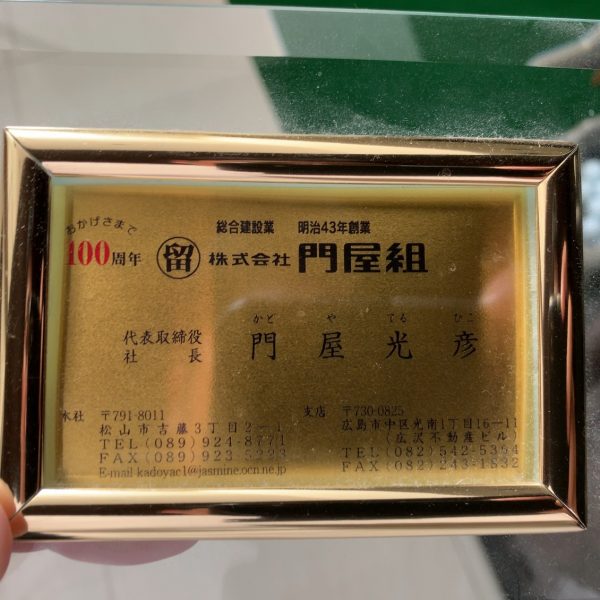 おかげさまで
100周年
総合建設業 明治43年創業
留 株式会社 門屋組
代表取締役
社長
かど や てる ひこ
門屋光彦
本社 〒791-8011
松山市吉藤3丁目2-1
TEL(089)924-8771
FAX(089)923-5223
E-mail kadoyac1@jasmine.ocn.ne.jp
支店 〒730-0825
広島市中区光南1丁目16-11
(広沢不動産ビル)
TEL(082)542-5394
FAX(082)243-1832